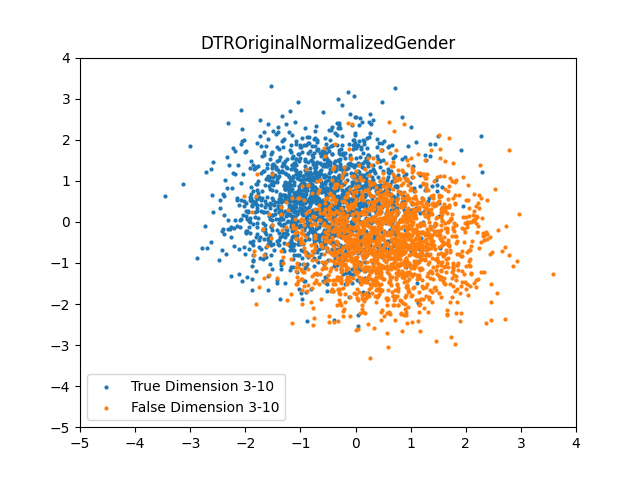 DTROriginalNormalizedGender
4
3
2
1
0
−1
−2
−3
−4
−5
True Dimension 3-10
False Dimension 3-10
−5 −4 −3 −2 −1 0 1 2 3 4